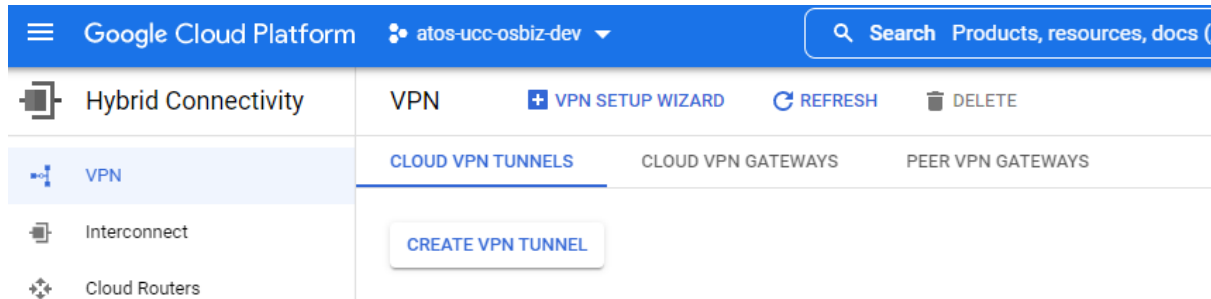 Google Cloud Platform atos-ucc-osbiz-dev Search Products, resources, docs (
Hybrid Connectivity VPN VPN SETUP WIZARD REFRESH DELETE
CLOUD VPN TUNNELS CLOUD VPN GATEWAYS PEER VPN GATEWAYS
VPN
Interconnect
CREATE VPN TUNNEL
Cloud Routers